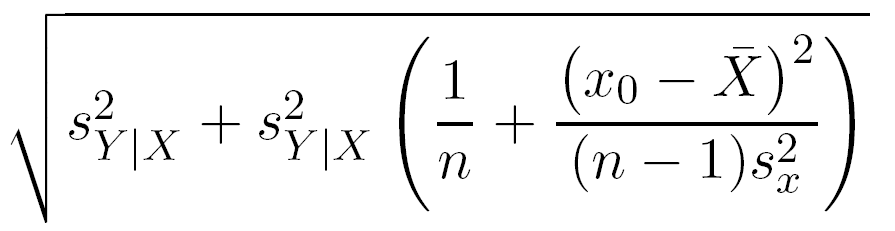 \sqrt{s_{Y|X}^2 + s_{Y|X}^2 \left( \frac{1}{n} + \frac{(x_0 - \bar{X})^2}{(n-1)s_x^2} \right)}